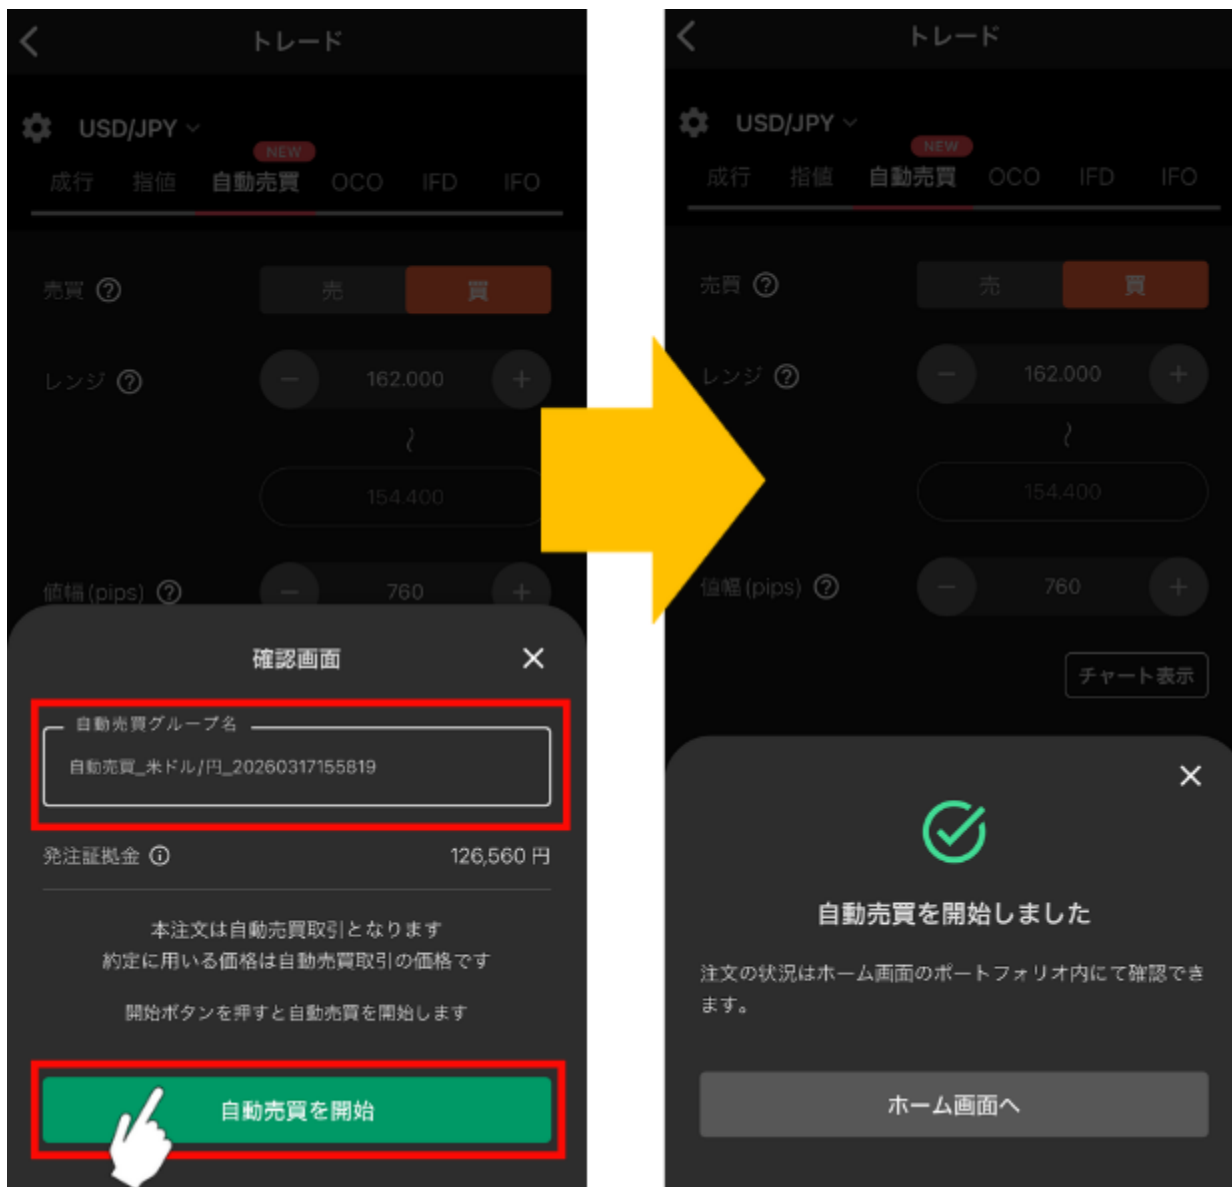 トレード
USD/JPY
NEW
成行 指値 自動売買 OCO IFD IFO
売買 売 買
レンジ 162.000
~
154.400
値幅(pips) 760
確認画面
自動売買グループ名
自動売買_米ドル/円_20260317155819
発注証拠金 126,560 円
本注文は自動売買取引となります
約定に用いる価格は自動売買取引の価格です
開始ボタンを押すと自動売買を開始します
自動売買を開始
トレード
USD/JPY
NEW
成行 指値 自動売買 OCO IFD IFO
売買 売 買
レンジ 162.000
~
154.400
値幅(pips) 760
チャート表示
自動売買を開始しました
注文の状況はホーム画面のポートフォリオ内にて確認でき
ます。
ホーム画面へ